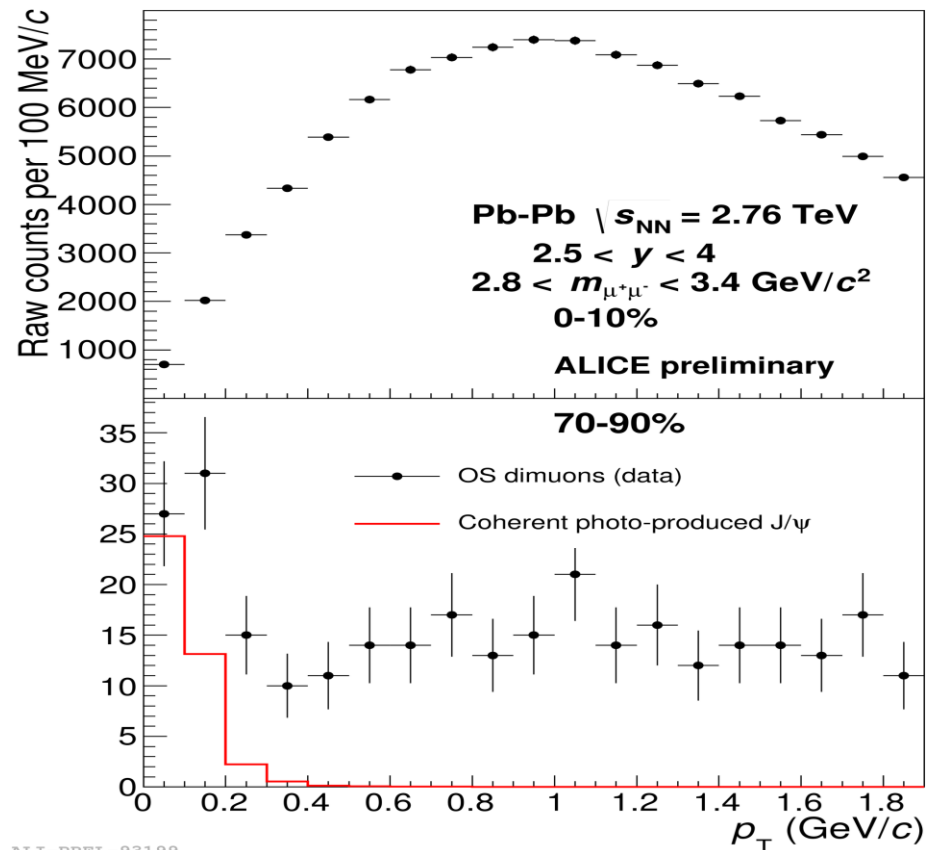 Raw counts per 100 MeV/c
7000
6000
5000
4000
3000
2000
1000
Pb-Pb √sNN = 2.76 TeV
2.5 < y < 4
2.8 < mμ+μ- < 3.4 GeV/c²
0-10%
ALICE preliminary
70-90%
OS dimuons (data)
Coherent photo-produced J/ψ
35
30
25
20
15
10
5
0
0 0.2 0.4 0.6 0.8 1 1.2 1.4 1.6 1.8
pT (GeV/c)